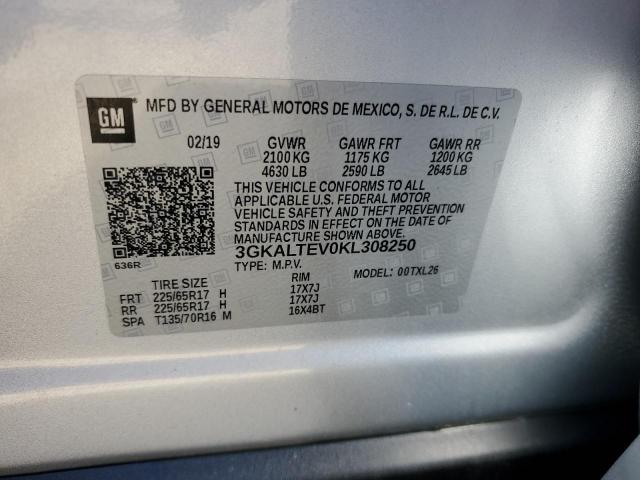 GM ® MFD BY GENERAL MOTORS DE MEXICO, S. DE R.L. DE C.V.
02/19 GVWR GAWR FRT GAWR RR
2100 KG 1175 KG 1200 KG
4630 LB 2590 LB 2645 LB
THIS VEHICLE CONFORMS TO ALL
APPLICABLE U.S. FEDERAL MOTOR
VEHICLE SAFETY AND THEFT PREVENTION
STANDARDS IN EFFECT ON THE DATE OF
MANUFACTURE SHOWN ABOVE.
636R 3GKALTEV0KL308250
TYPE: M.P.V. MODEL: 00TXL26
TIRE SIZE RIM
FRT 225/65R17 H 17X7J
RR 225/65R17 H 17X7J
SPA T135/70R16 M 16X4BT